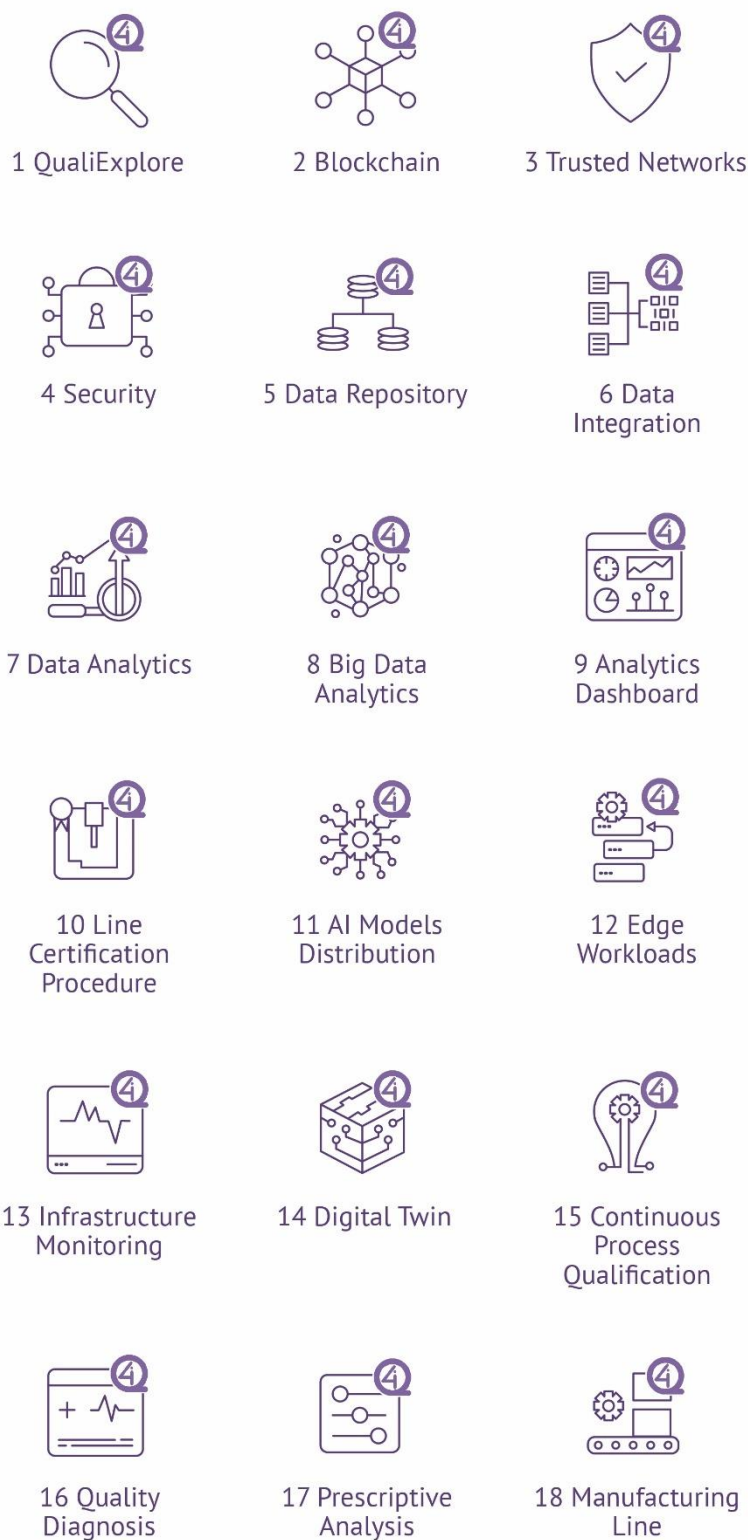 1 QualiExplore
2 Blockchain
3 Trusted Networks
4 Security
5 Data Repository
6 Data
Integration
7 Data Analytics
8 Big Data
Analytics
9 Analytics
Dashboard
10 Line
Certification
Procedure
11 AI Models
Distribution
12 Edge
Workloads
13 Infrastructure
Monitoring
14 Digital Twin
15 Continuous
Process
Qualification
16 Quality
Diagnosis
17 Prescriptive
Analysis
18 Manufacturing
Line